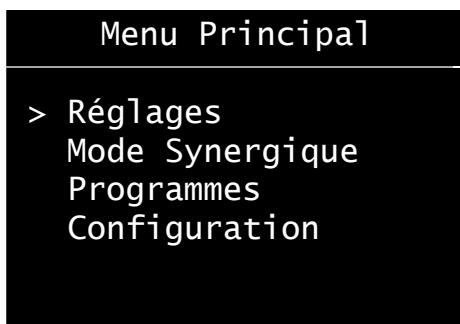 Menu Principal
> Réglages
Mode Synergique
Programmes
Configuration